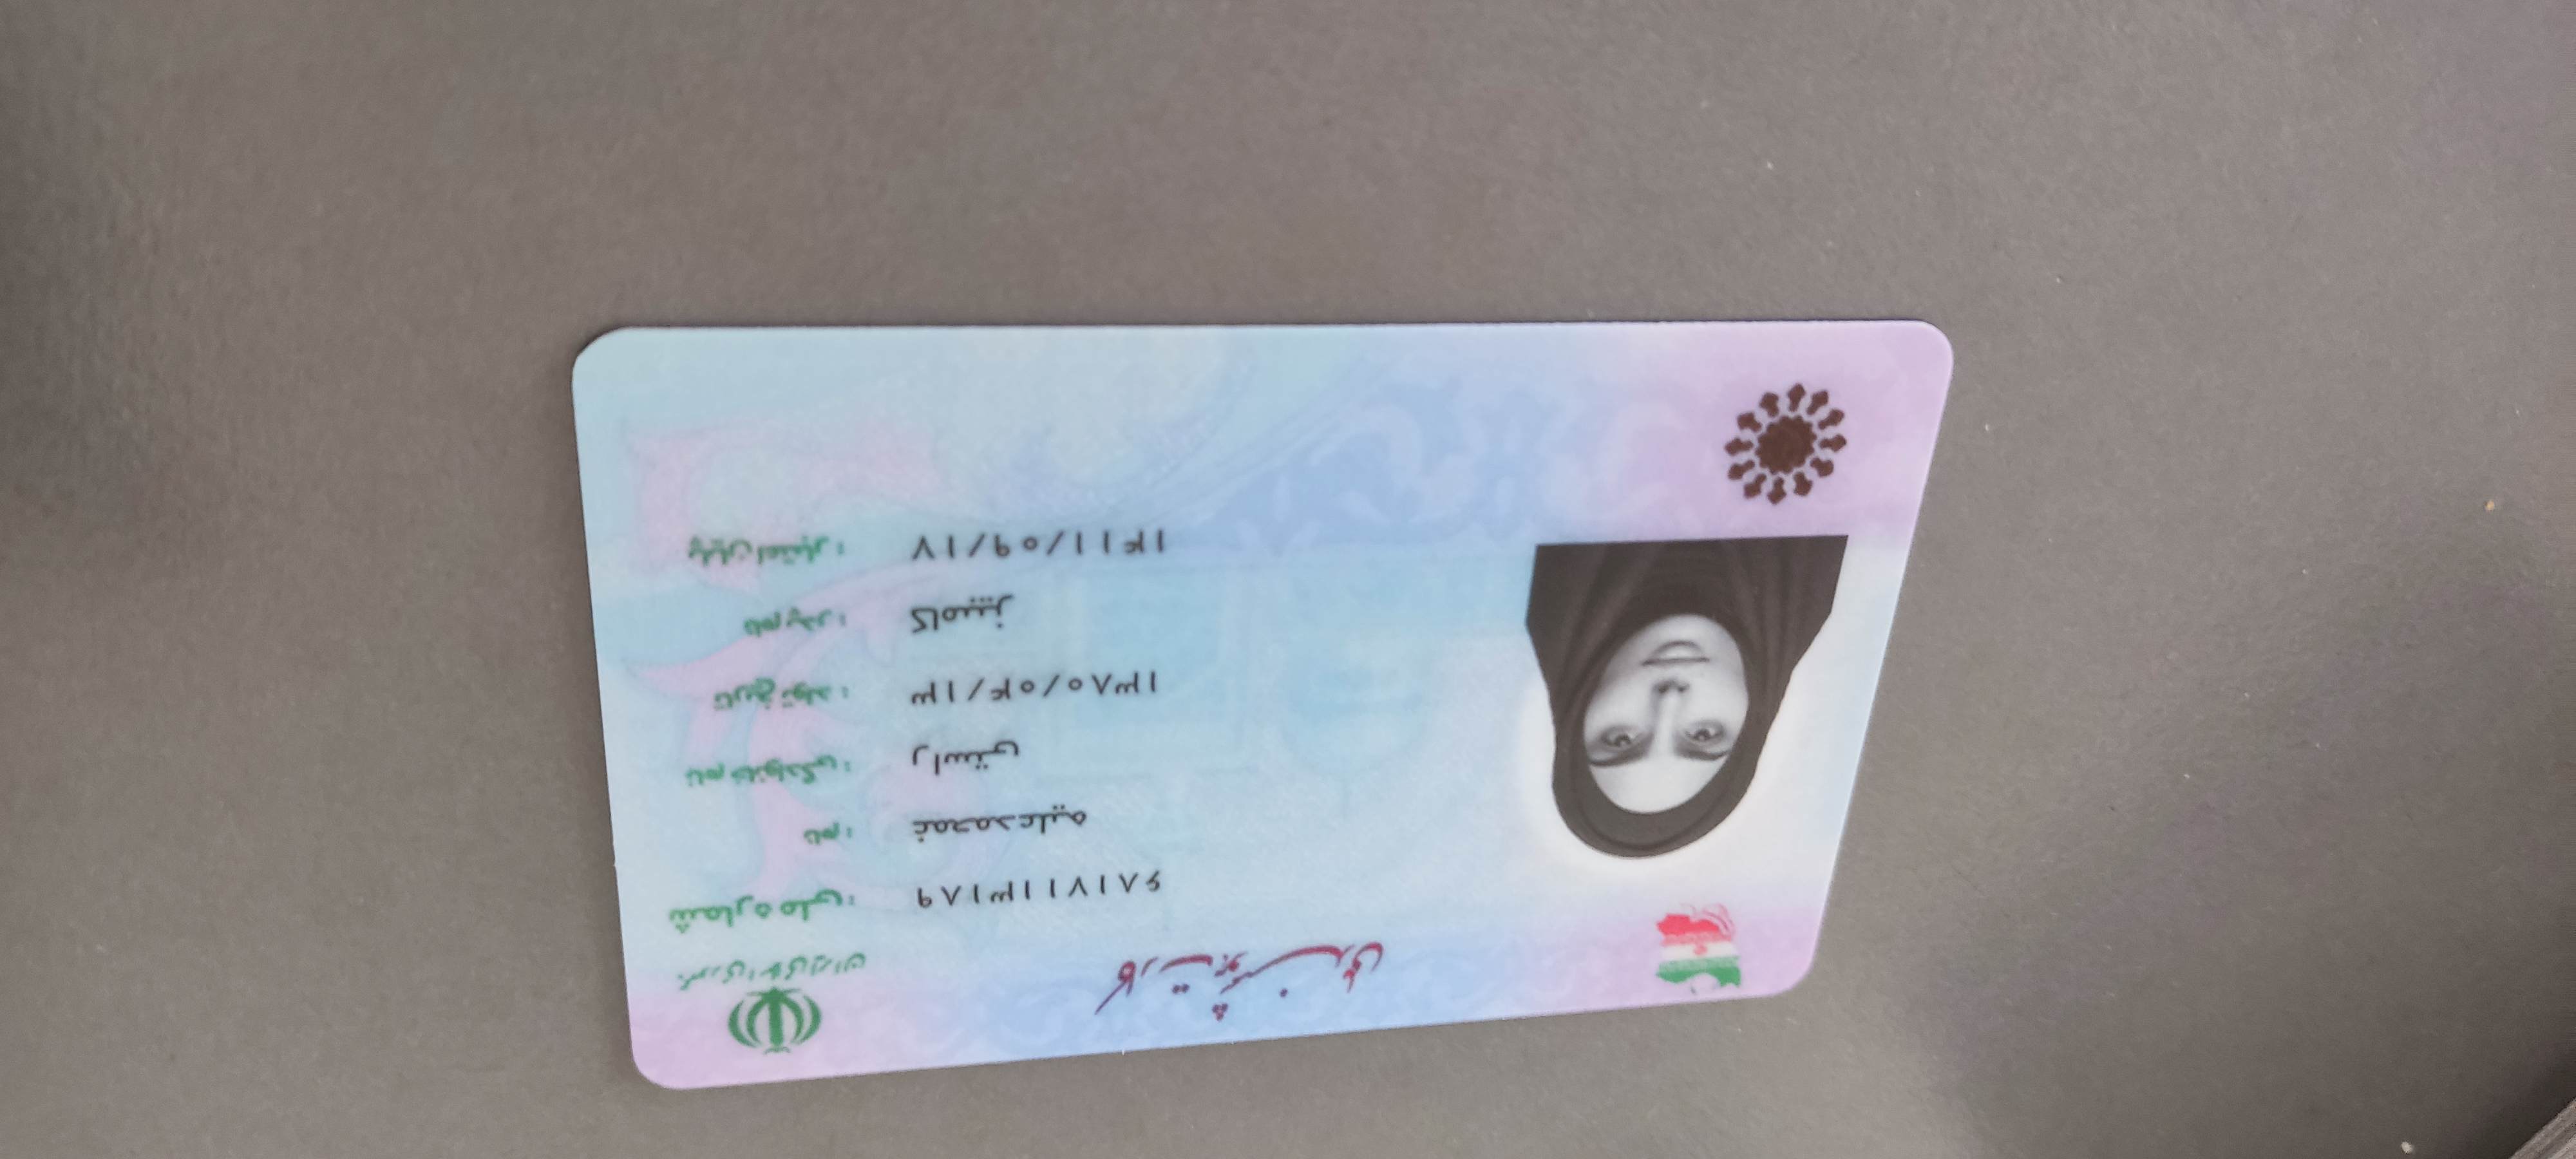 جمهوری اسلامی ایران
کارت هوشمند ملی
شماره ملی: ۶۸۱۷۱۱۳۱۸۹
نام: غمحمدعلیه
نام خانوادگی: راستی
تاریخ تولد: ۱۳۸۰/۰۴/۱۳
نام پدر: کامبیز
پایان اعتبار: ۱۴۱۱/۰۹/۱۷